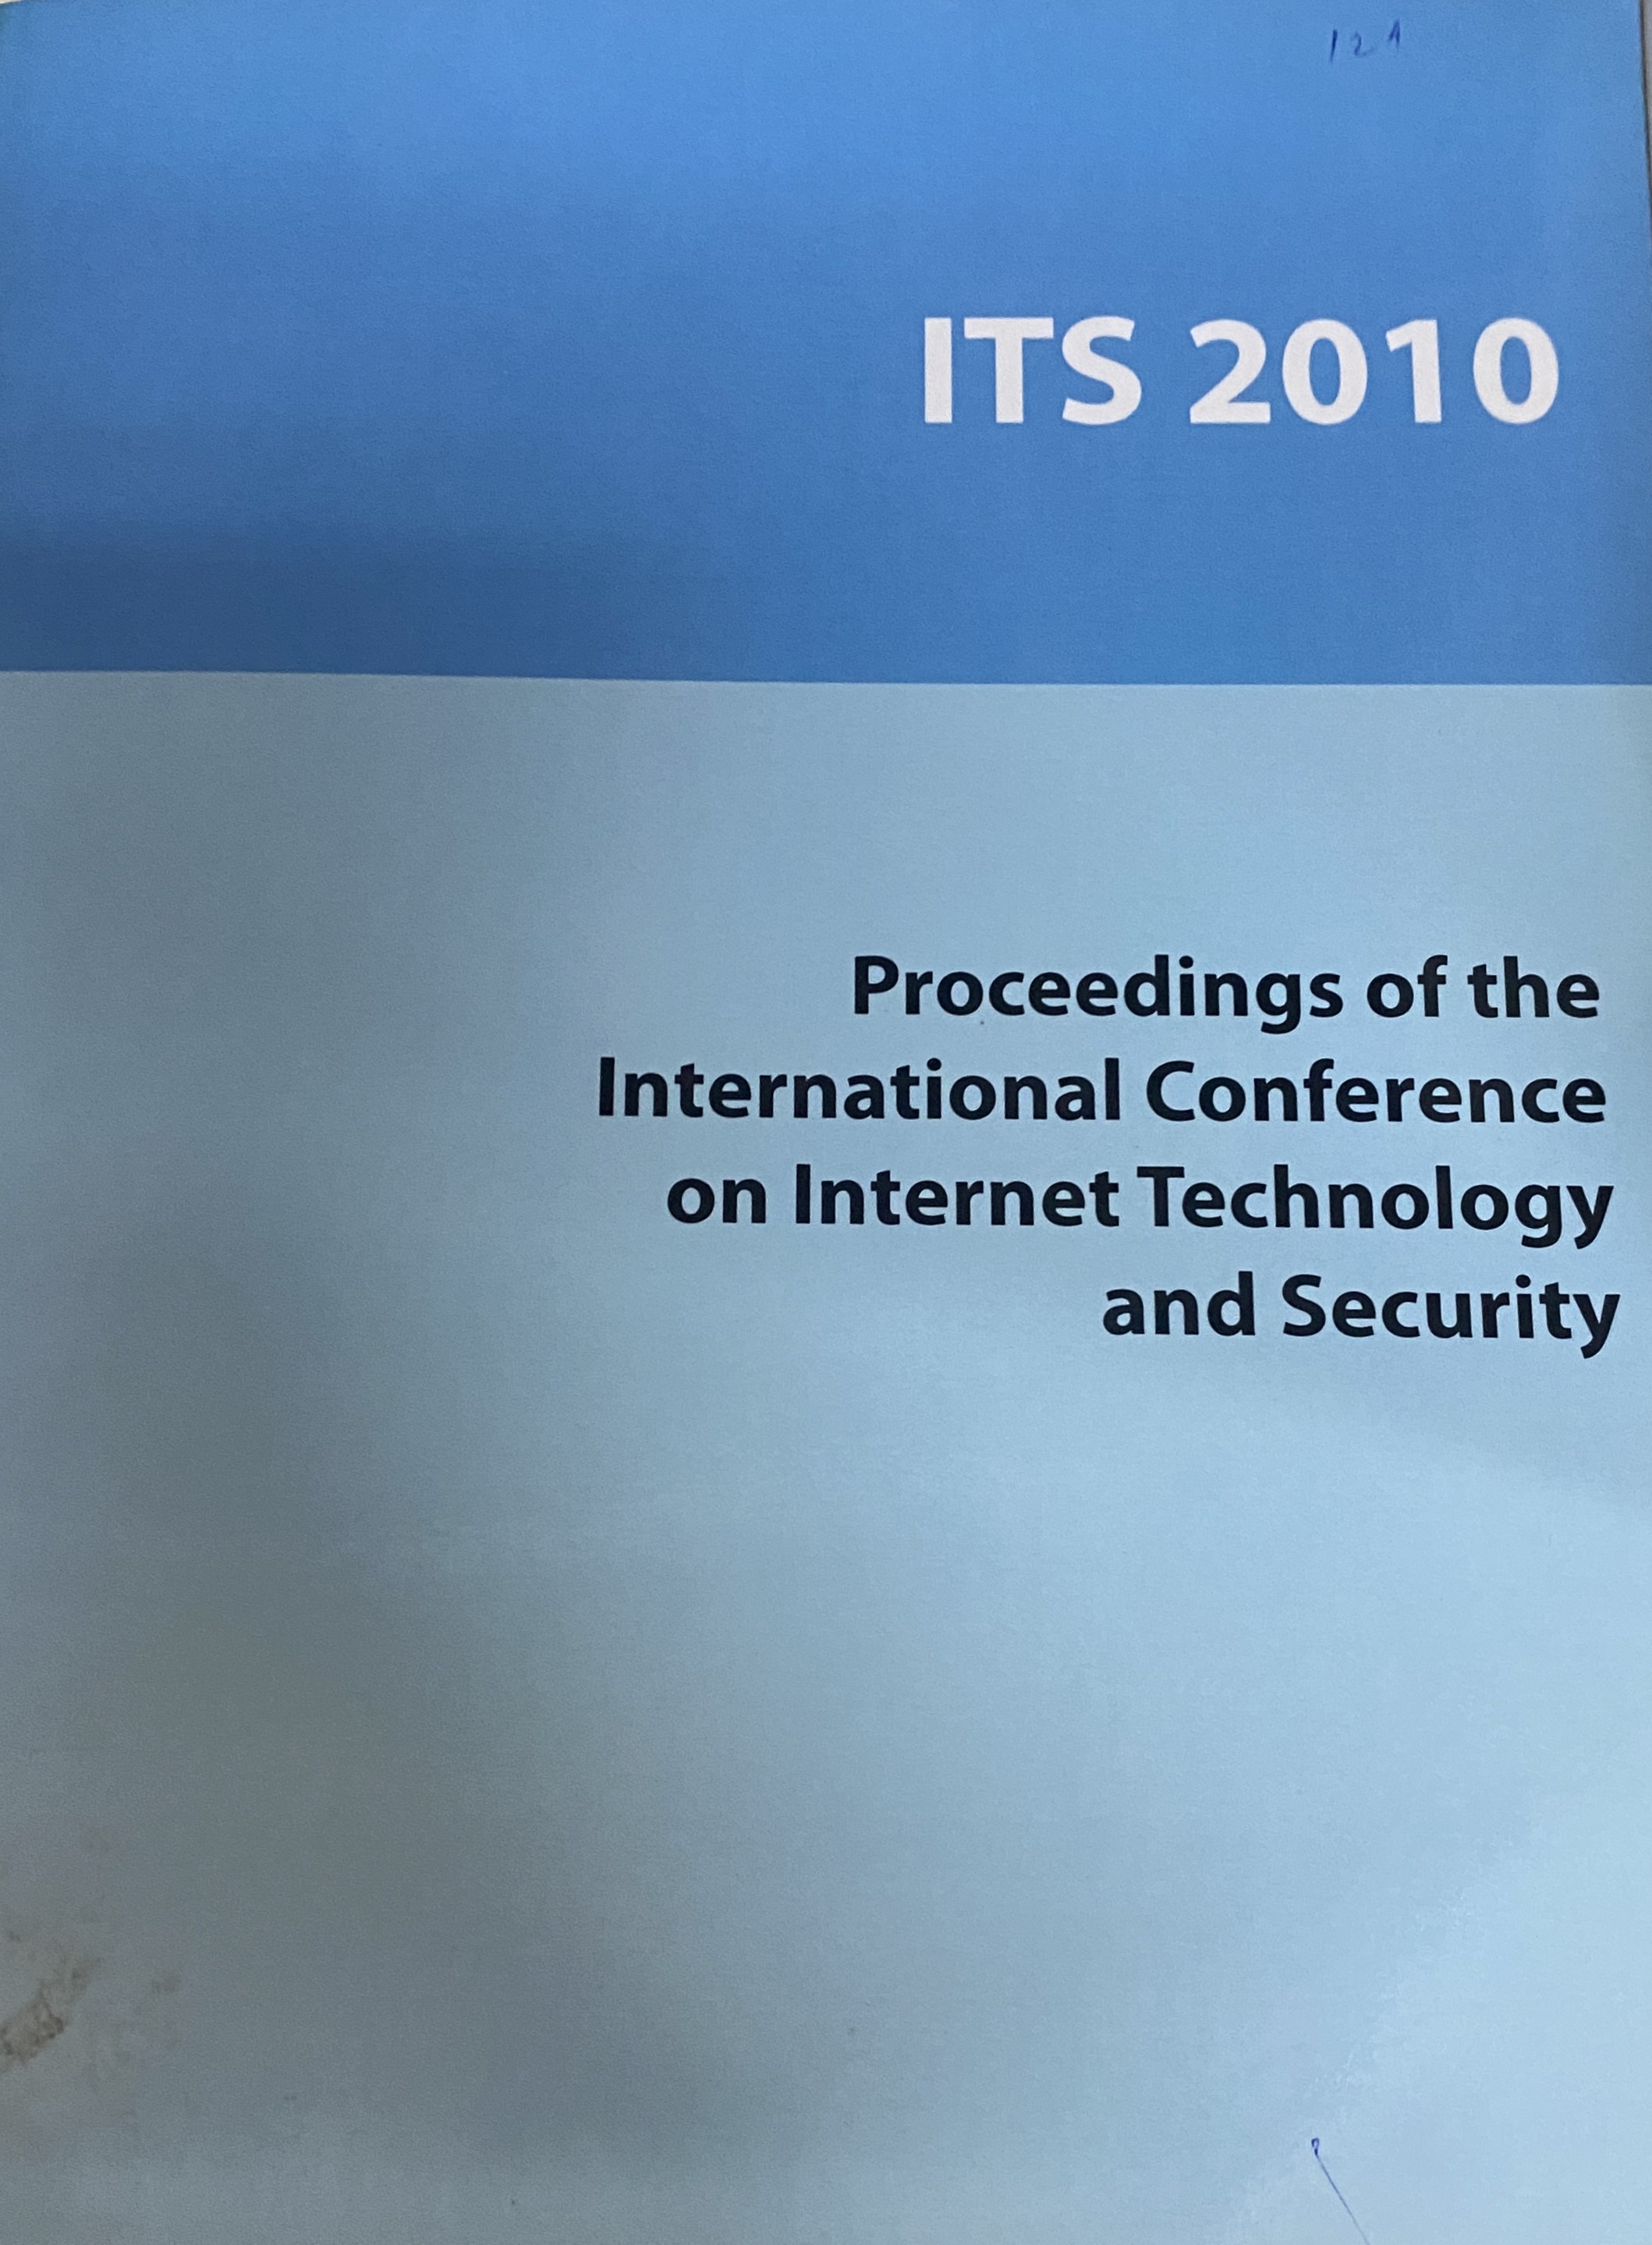 121
ITS 2010
Proceedings of the
International Conference
on Internet Technology
and Security